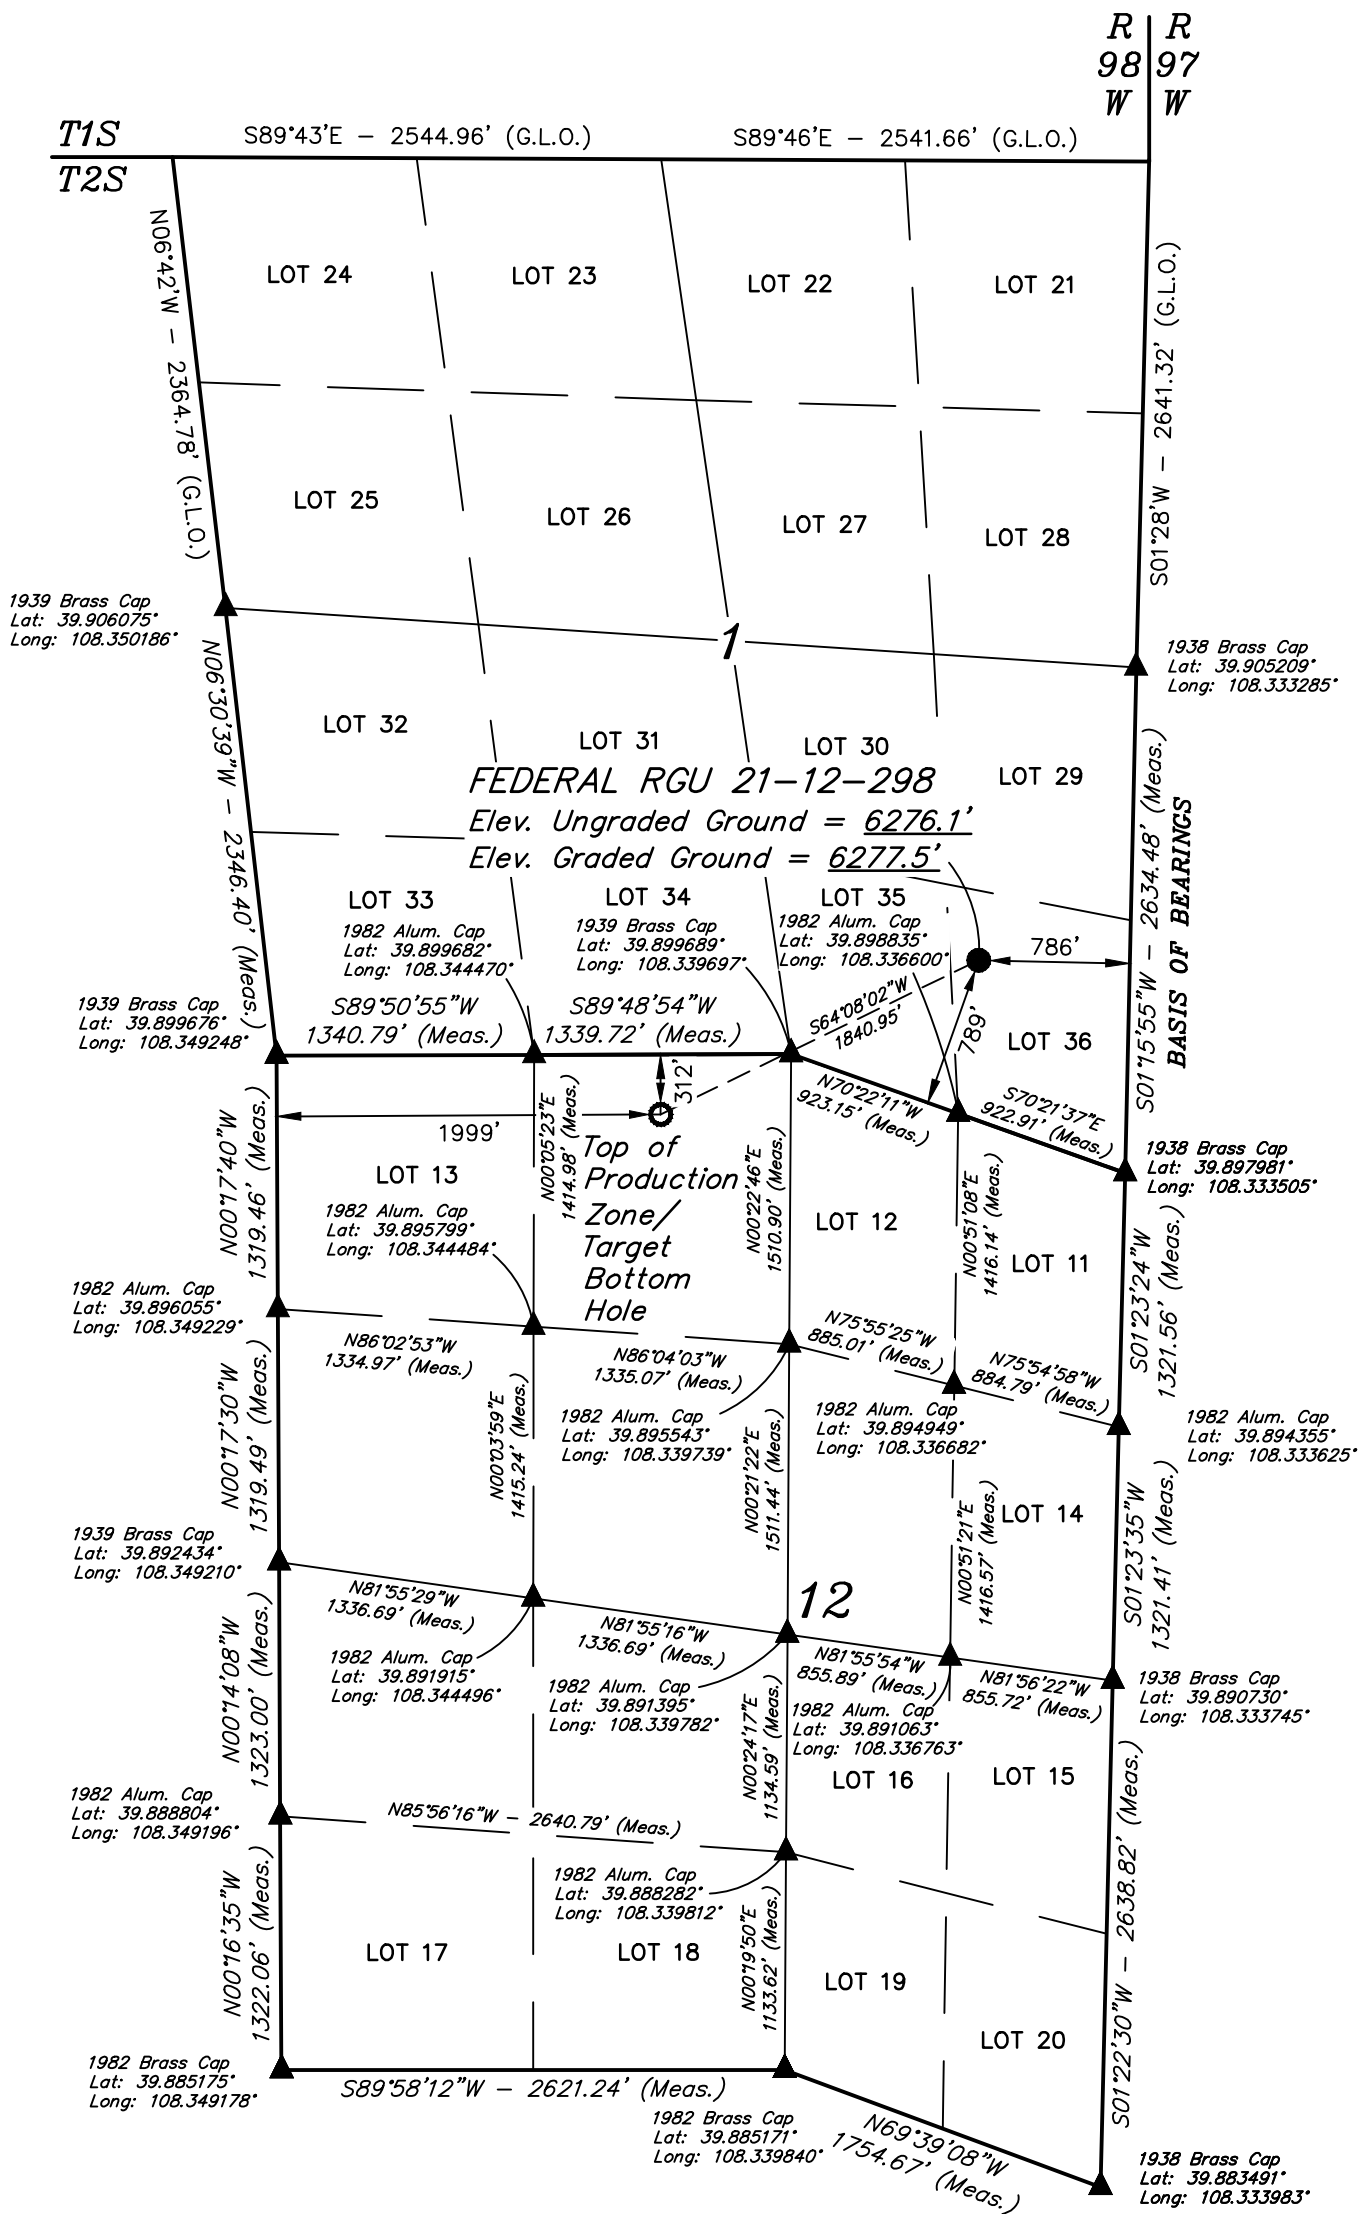 R R
98 97
W W
T1S
T2S
S89°43'E – 2544.96' (G.L.O.)
S89°46'E – 2541.66' (G.L.O.)
N06°42'W – 2364.78' (G.L.O.)
LOT 24
LOT 23
LOT 22
LOT 21
S01°28'W – 2641.32' (G.L.O.)
LOT 25
LOT 26
LOT 27
LOT 28
1939 Brass Cap
Lat: 39.906075°
Long: 108.350186°
1
1938 Brass Cap
Lat: 39.905209°
Long: 108.333285°
N06°30'39"W – 2346.40' (Meas.)
LOT 32
LOT 31
LOT 30
LOT 29
FEDERAL RGU 21-12-298
Elev. Ungraded Ground = 6276.1'
Elev. Graded Ground = 6277.5'
S01°15'55"W – 2634.48' (Meas.)
BASIS OF BEARINGS
LOT 33
LOT 34
LOT 35
1982 Alum. Cap
Lat: 39.899682°
Long: 108.344470°
1939 Brass Cap
Lat: 39.899689°
Long: 108.339697°
1982 Alum. Cap
Lat: 39.898835°
Long: 108.336600°
786'
1939 Brass Cap
Lat: 39.899676°
Long: 108.349248°
S89°50'55"W
1340.79' (Meas.)
S89°48'54"W
1339.72' (Meas.)
S64°08'02"W
1840.95'
789'
LOT 36
312'
N70°22'11"W
923.15' (Meas.)
S70°21'37"E
922.91' (Meas.)
1999'
N00°17'40"W
1319.46' (Meas.)
LOT 13
N00°05'23"E
1414.98' (Meas.)
Top of
Production
Zone/
Target
Bottom
Hole
N00°22'46"E
1510.90' (Meas.)
LOT 12
N00°51'08"E
1416.14' (Meas.)
LOT 11
1938 Brass Cap
Lat: 39.897981°
Long: 108.333505°
S01°23'24"W
1321.56' (Meas.)
1982 Alum. Cap
Lat: 39.895799°
Long: 108.344484°
1982 Alum. Cap
Lat: 39.896055°
Long: 108.349229°
N86°02'53"W
1334.97' (Meas.)
N86°04'03"W
1335.07' (Meas.)
N75°55'25"W
885.01' (Meas.)
N75°54'58"W
884.79' (Meas.)
1982 Alum. Cap
Lat: 39.895543°
Long: 108.339739°
1982 Alum. Cap
Lat: 39.894949°
Long: 108.336682°
1982 Alum. Cap
Lat: 39.894355°
Long: 108.333625°
N00°17'30"W
1319.49' (Meas.)
N00°03'59"E
1415.24' (Meas.)
N00°21'22"E
1511.44' (Meas.)
N00°51'21"E
1416.57' (Meas.)
LOT 14
S01°23'35"W
1321.41' (Meas.)
1939 Brass Cap
Lat: 39.892434°
Long: 108.349210°
N81°55'29"W
1336.69' (Meas.)
N81°55'16"W
1336.69' (Meas.)
12
N81°55'54"W
855.89' (Meas.)
N81°56'22"W
855.72' (Meas.)
1982 Alum. Cap
Lat: 39.891915°
Long: 108.344496°
1982 Alum. Cap
Lat: 39.891395°
Long: 108.339782°
1982 Alum. Cap
Lat: 39.891063°
Long: 108.336763°
1938 Brass Cap
Lat: 39.890730°
Long: 108.333745°
N00°14'08"W
1323.00' (Meas.)
N00°24'17"E
1134.59' (Meas.)
LOT 16
LOT 15
1982 Alum. Cap
Lat: 39.888804°
Long: 108.349196°
N85°56'16"W – 2640.79' (Meas.)
1982 Alum. Cap
Lat: 39.888282°
Long: 108.339812°
S01°22'30"W – 2638.82' (Meas.)
N00°16'35"W
1322.06' (Meas.)
LOT 17
LOT 18
N00°19'50"E
1133.62' (Meas.)
LOT 19
LOT 20
1982 Brass Cap
Lat: 39.885175°
Long: 108.349178°
S89°58'12"W – 2621.24' (Meas.)
1982 Brass Cap
Lat: 39.885171°
Long: 108.339840°
N69°39'08"W
1754.67' (Meas.)
1938 Brass Cap
Lat: 39.883491°
Long: 108.333983°